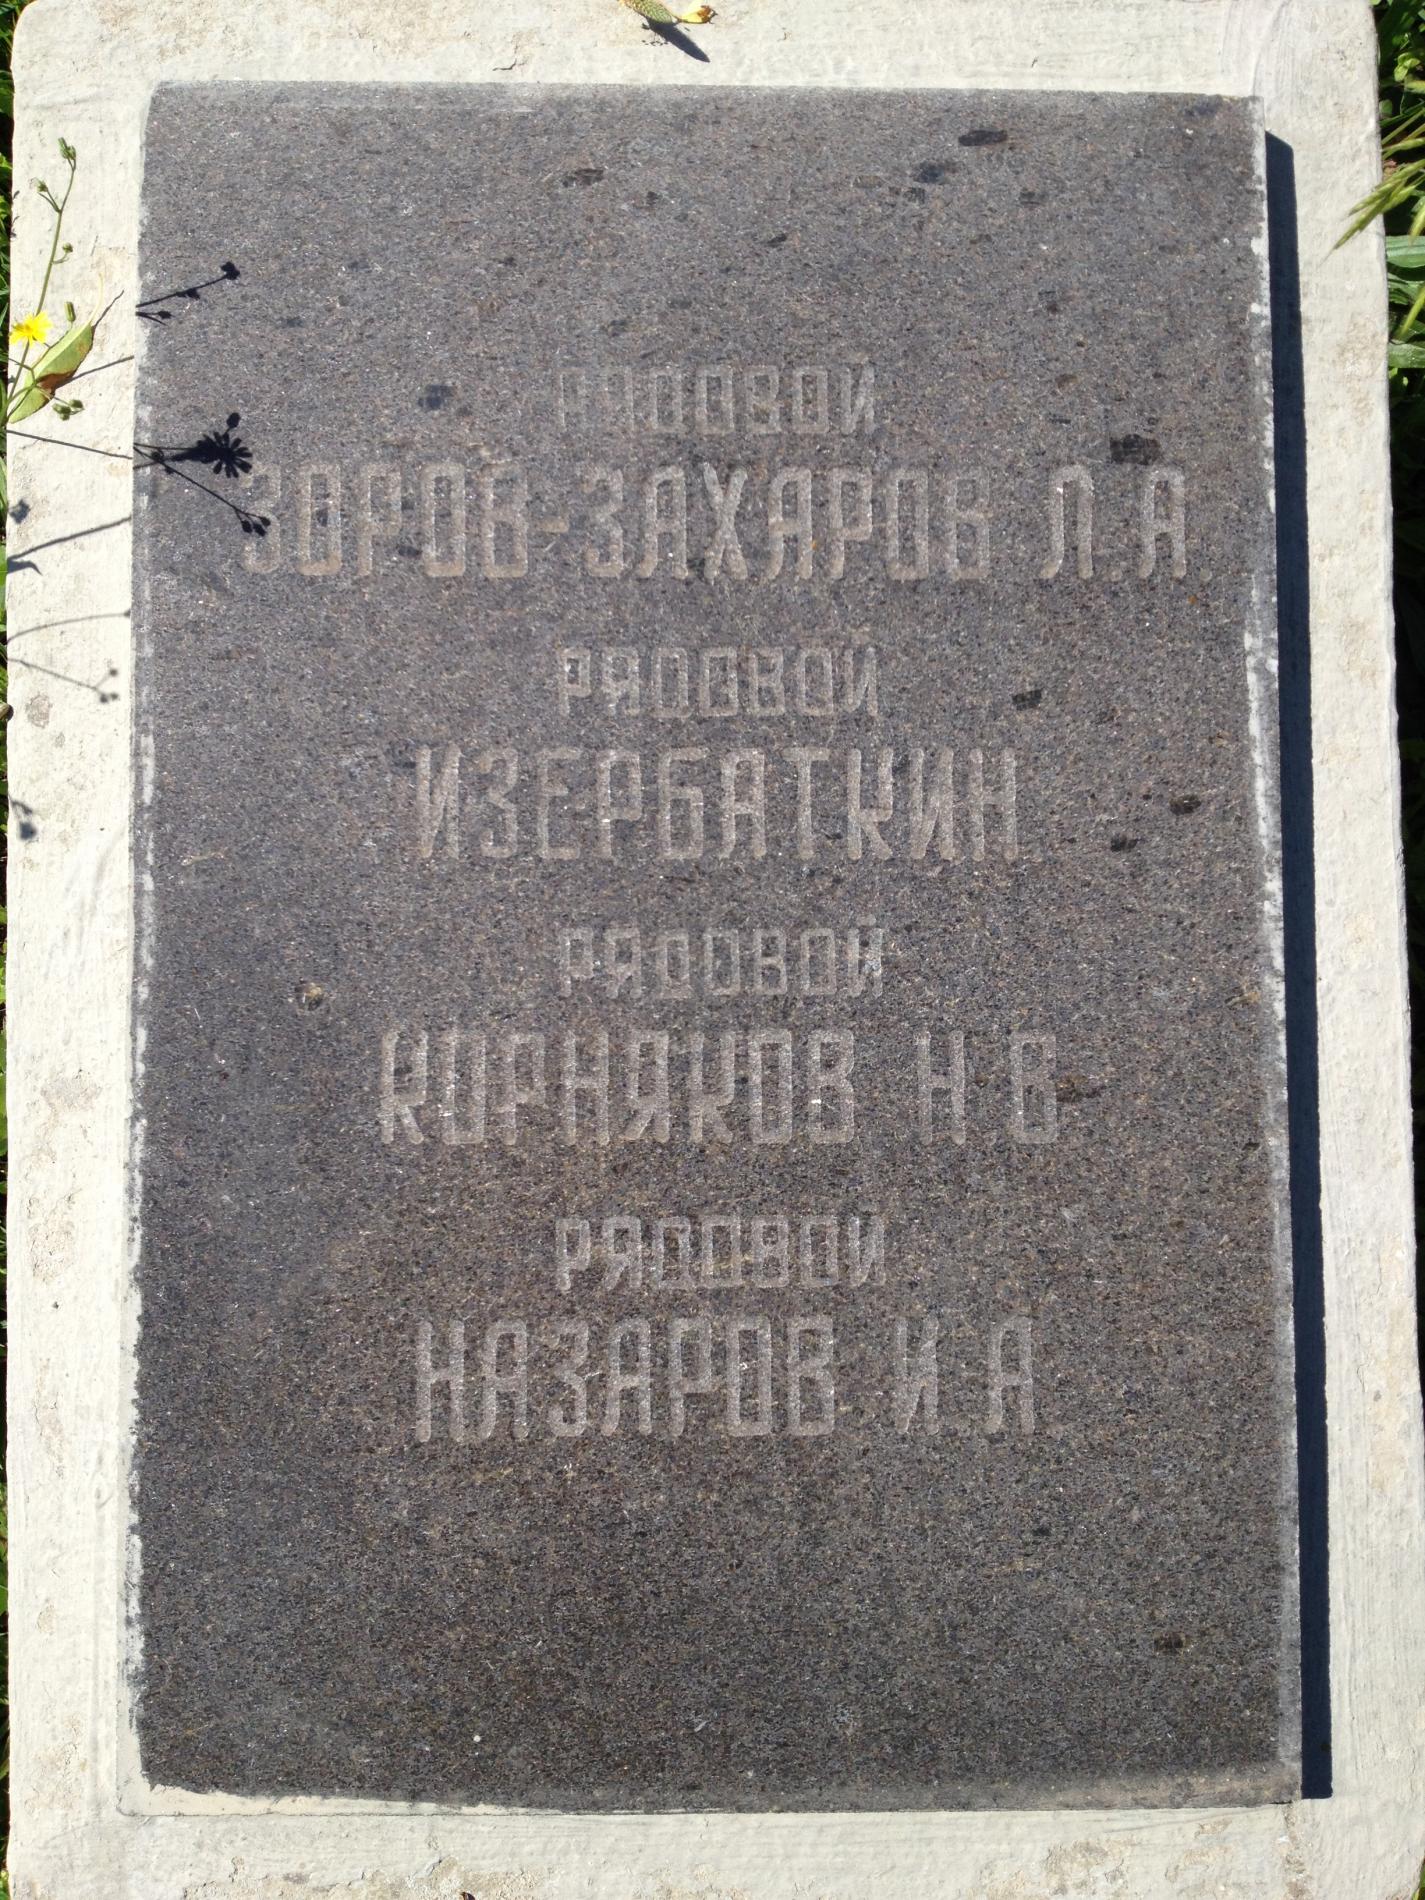 РЯДОВОЙ
ЗОРОВ-ЗАХАРОВ Л.А.
РЯДОВОЙ
ИЗЕРБАТКИН
РЯДОВОЙ
КОРНЯКОВ Н.В
РЯДОВОЙ
НАЗАРОВ И.А